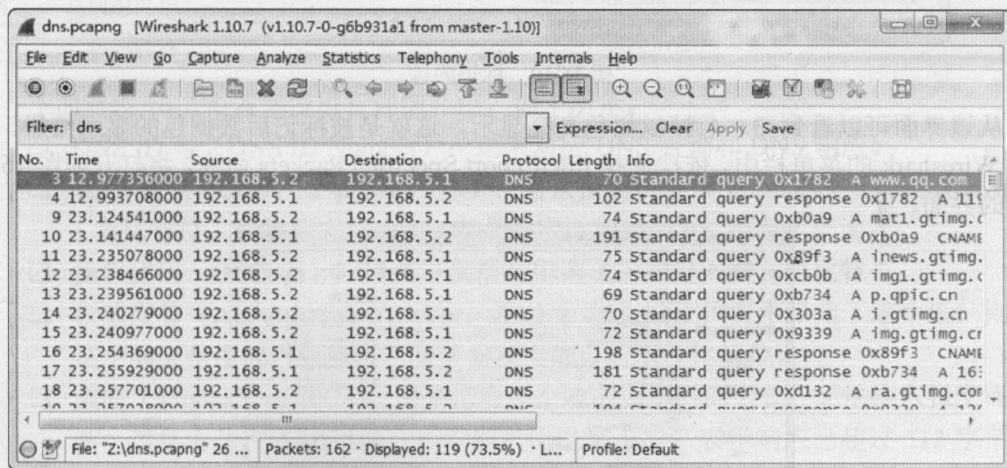 dns.pcapng [Wireshark 1.10.7 (v1.10.7-0-g6b931a1 from master-1.10)]
File Edit View Go Capture Analyze Statistics Telephony Tools Internals Help
Filter: dns Expression... Clear Apply Save
No. Time Source Destination Protocol Length Info
3 12.977356000 192.168.5.2 192.168.5.1 DNS 70 Standard query 0x1782 A www.qq.com
4 12.993708000 192.168.5.1 192.168.5.2 DNS 102 Standard query response 0x1782 A 119
9 23.124541000 192.168.5.2 192.168.5.1 DNS 74 Standard query 0xb0a9 A mat1.gtimg.c
10 23.141447000 192.168.5.1 192.168.5.2 DNS 191 Standard query response 0xb0a9 CNAME
11 23.235078000 192.168.5.2 192.168.5.1 DNS 75 Standard query 0x89f3 A inews.gtimg.
12 23.238466000 192.168.5.2 192.168.5.1 DNS 74 Standard query 0xcb0b A img1.gtimg.c
13 23.239561000 192.168.5.2 192.168.5.1 DNS 69 Standard query 0xb734 A p.qpic.cn
14 23.240279000 192.168.5.2 192.168.5.1 DNS 70 Standard query 0x303a A i.gtimg.cn
15 23.240977000 192.168.5.2 192.168.5.1 DNS 72 Standard query 0x9339 A img.gtimg.cr
16 23.254369000 192.168.5.1 192.168.5.2 DNS 198 Standard query response 0x89f3 CNAME
17 23.255929000 192.168.5.1 192.168.5.2 DNS 181 Standard query response 0xb734 A 163
18 23.257701000 192.168.5.2 192.168.5.1 DNS 72 Standard query 0xd132 A ra.gtimg.com
File: "Z:\dns.pcapng" 26 ... Packets: 162 · Displayed: 119 (73.5%) · L... Profile: Default